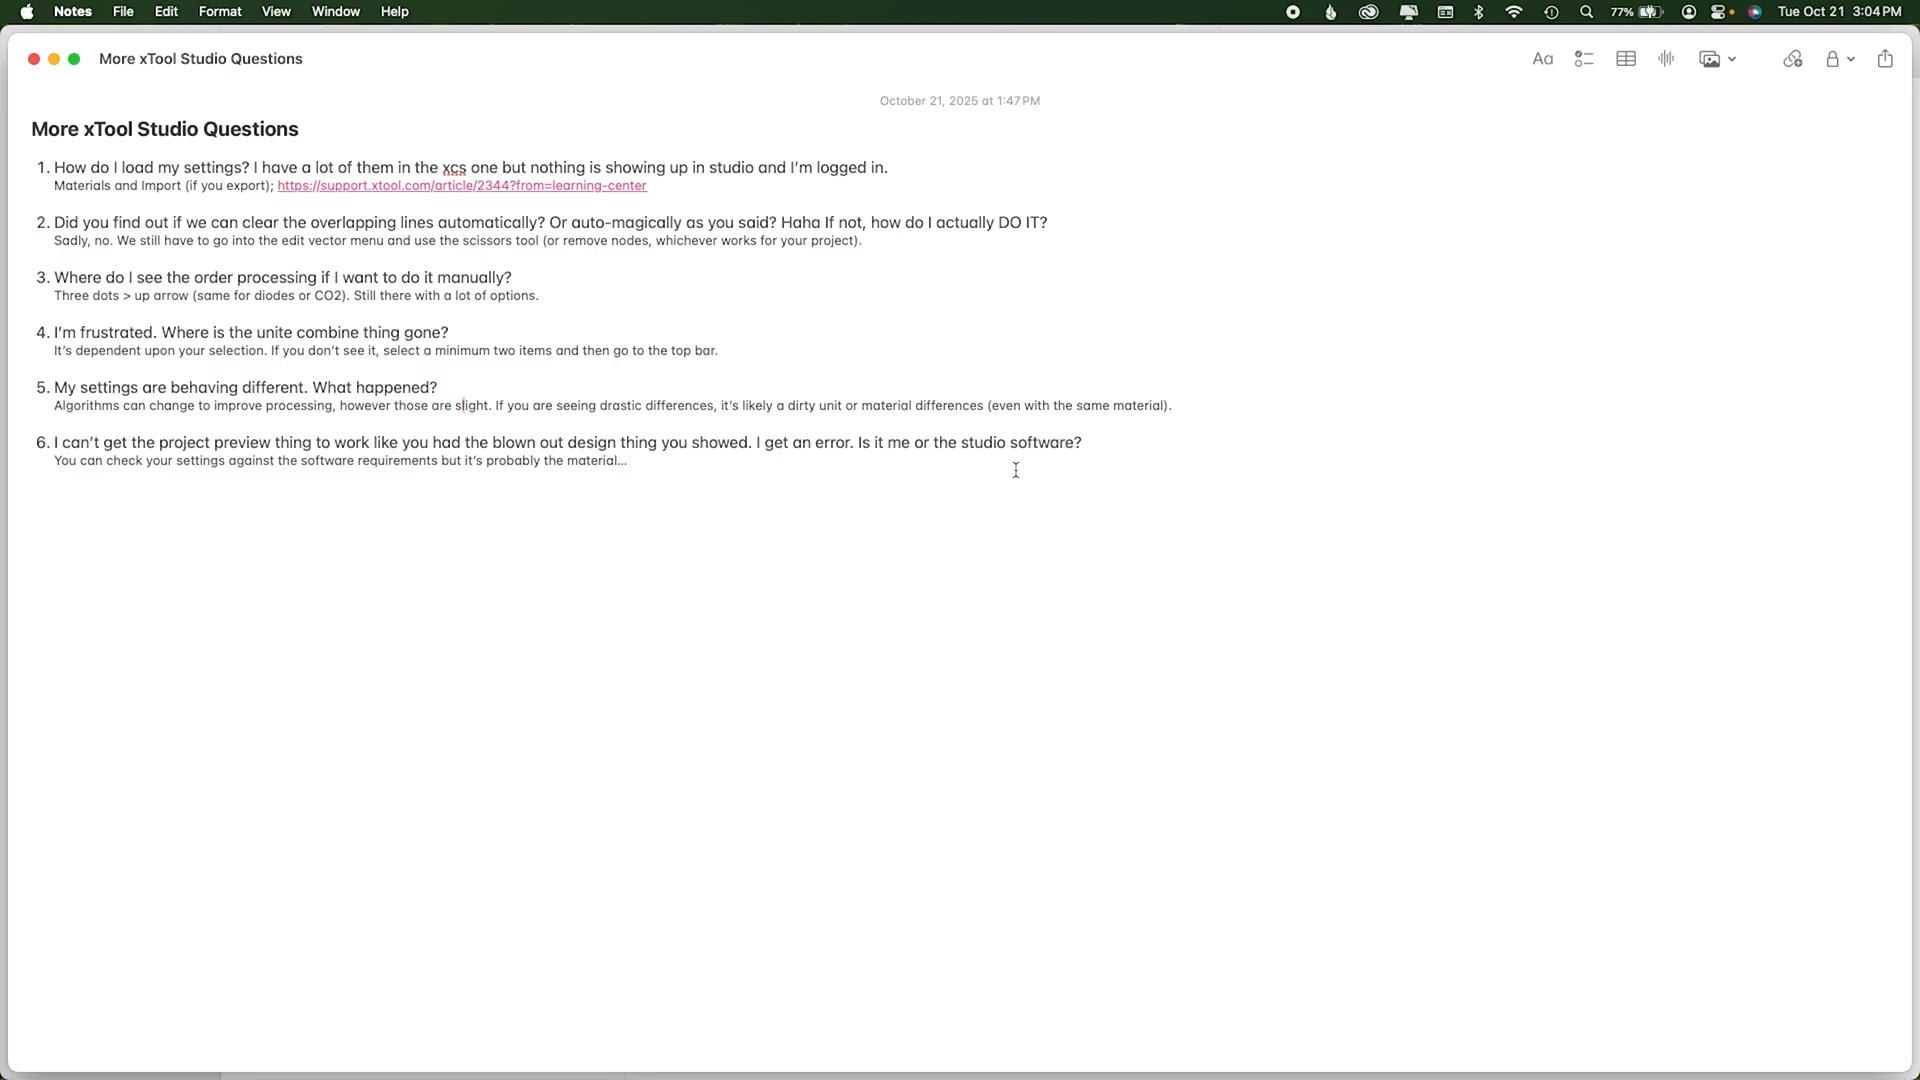 Notes File Edit Format View Window Help 77% Tue Oct 21 3:04 PM
More xTool Studio Questions Aa
October 21, 2025 at 1:47 PM
More xTool Studio Questions
1. How do I load my settings? I have a lot of them in the xcs one but nothing is showing up in studio and I’m logged in.
Materials and Import (if you export); https://support.xtool.com/article/2344?from=learning-center
2. Did you find out if we can clear the overlapping lines automatically? Or auto-magically as you said? Haha If not, how do I actually DO IT?
Sadly, no. We still have to go into the edit vector menu and use the scissors tool (or remove nodes, whichever works for your project).
3. Where do I see the order processing if I want to do it manually?
Three dots > up arrow (same for diodes or CO2). Still there with a lot of options.
4. I’m frustrated. Where is the unite combine thing gone?
It’s dependent upon your selection. If you don’t see it, select a minimum two items and then go to the top bar.
5. My settings are behaving different. What happened?
Algorithms can change to improve processing, however those are slight. If you are seeing drastic differences, it’s likely a dirty unit or material differences (even with the same material).
6. I can’t get the project preview thing to work like you had the blown out design thing you showed. I get an error. Is it me or the studio software?
You can check your settings against the software requirements but it’s probably the material...